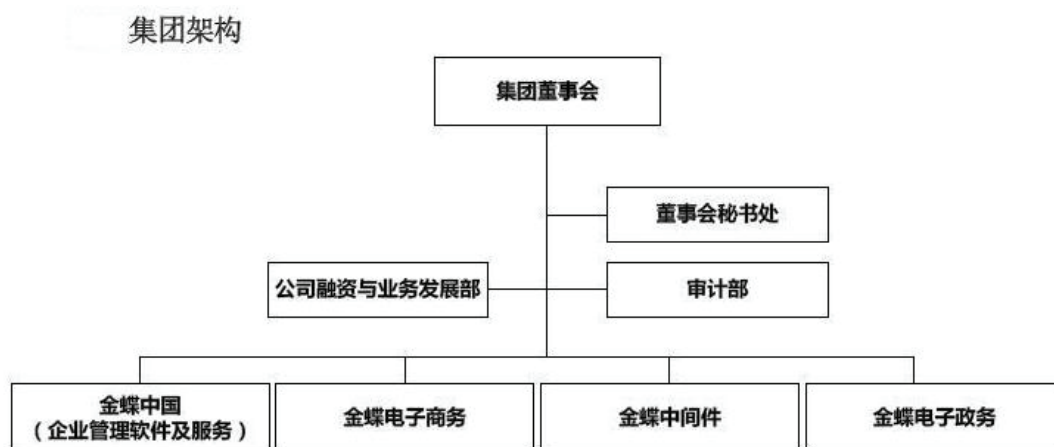 集团架构
集团董事会
董事会秘书处
公司融资与业务发展部
审计部
金蝶中国
（企业管理软件及服务）
金蝶电子商务
金蝶中间件
金蝶电子政务